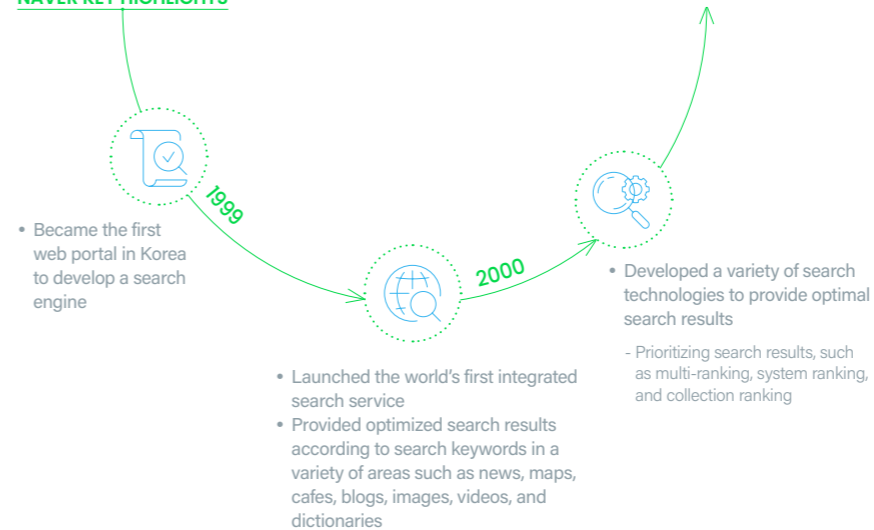 NAVER KEY HIGHLIGHTS
1999
• Became the first
web portal in Korea
to develop a search
engine
2000
• Launched the world's first integrated
search service
• Provided optimized search results
according to search keywords in a
variety of areas such as news, maps,
cafes, blogs, images, videos, and
dictionaries
• Developed a variety of search
technologies to provide optimal
search results
- Prioritizing search results, such
as multi-ranking, system ranking,
and collection ranking